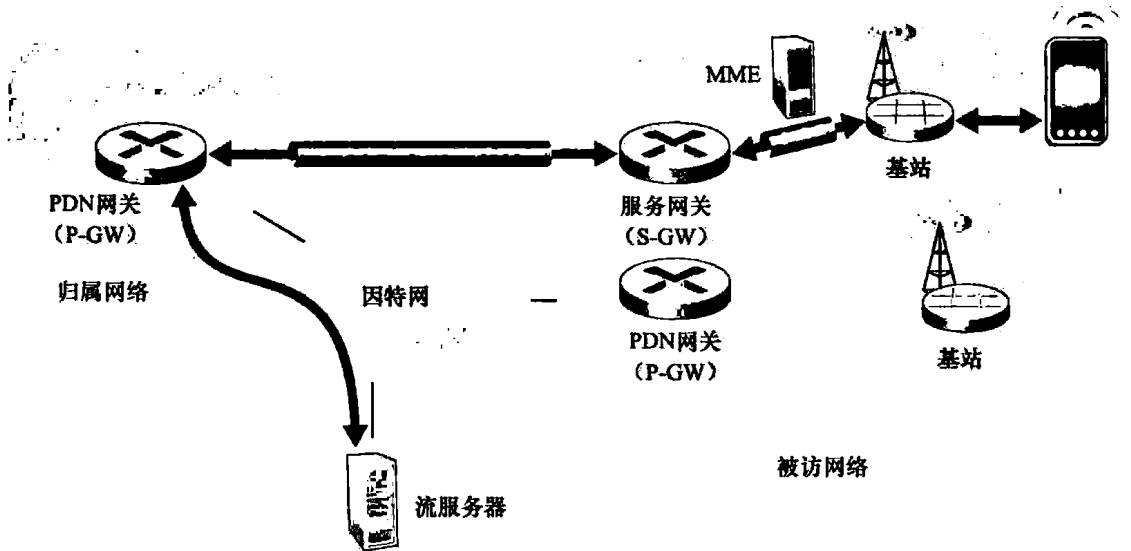 MME
基站
PDN网关
（P-GW）
服务网关
（S-GW）
归属网络
因特网
PDN网关
（P-GW）
基站
被访网络
流服务器